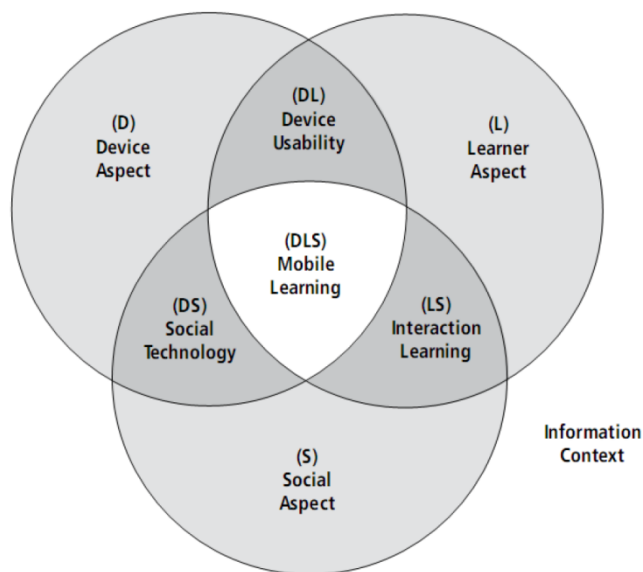 (DL)
Device
Usability
(D)
Device
Aspect
(L)
Learner
Aspect
(DLS)
Mobile
Learning
(DS)
Social
Technology
(LS)
Interaction
Learning
Information
Context
(S)
Social
Aspect